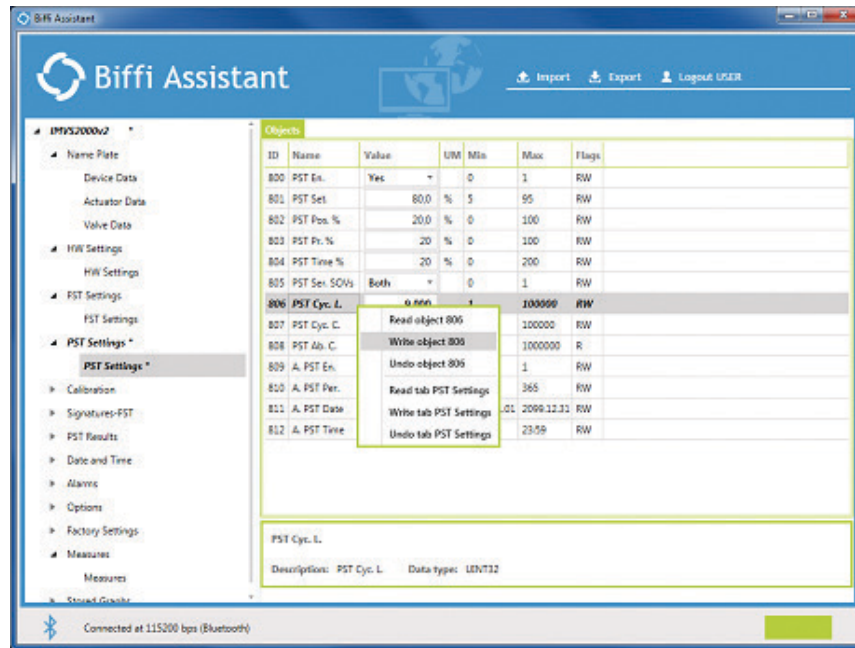 Biffi Assistant
Biffi Assistant
Import Export Logout USER
IMVS2000v2 *
Name Plate
Device Data
Actuator Data
Valve Data
HW Settings
HW Settings
FST Settings
FST Settings
PST Settings *
PST Settings *
Calibration
Signatures-FST
PST Results
Date and Time
Alarms
Options
Factory Settings
Measures
Measures
Stored Graphs
Objects
ID Name Value UM Min Max Flags
800 PST En. Yes 0 1 RW
801 PST Set. 80,0 % 5 95 RW
802 PST Pos. % 20,0 % 0 100 RW
803 PST Pr. % 20 % 0 100 RW
804 PST Time % 20 % 0 200 RW
805 PST Ser. SOVs Both 0 1 RW
806 PST Cyc. L. 9.000 1 100000 RW
807 PST Cyc. C. 100000 RW
808 PST Ab. C. 1000000 R
809 A. PST En. 1 RW
810 A. PST Per. 365 RW
811 A. PST Date .01 2099.12.31 RW
812 A. PST Time 23:59 RW
Read object 806
Write object 806
Undo object 806
Read tab PST Settings
Write tab PST Settings
Undo tab PST Settings
PST Cyc. L.
Description: PST Cyc. L. Data type: UINT32
Connected at 115200 bps (Bluetooth)